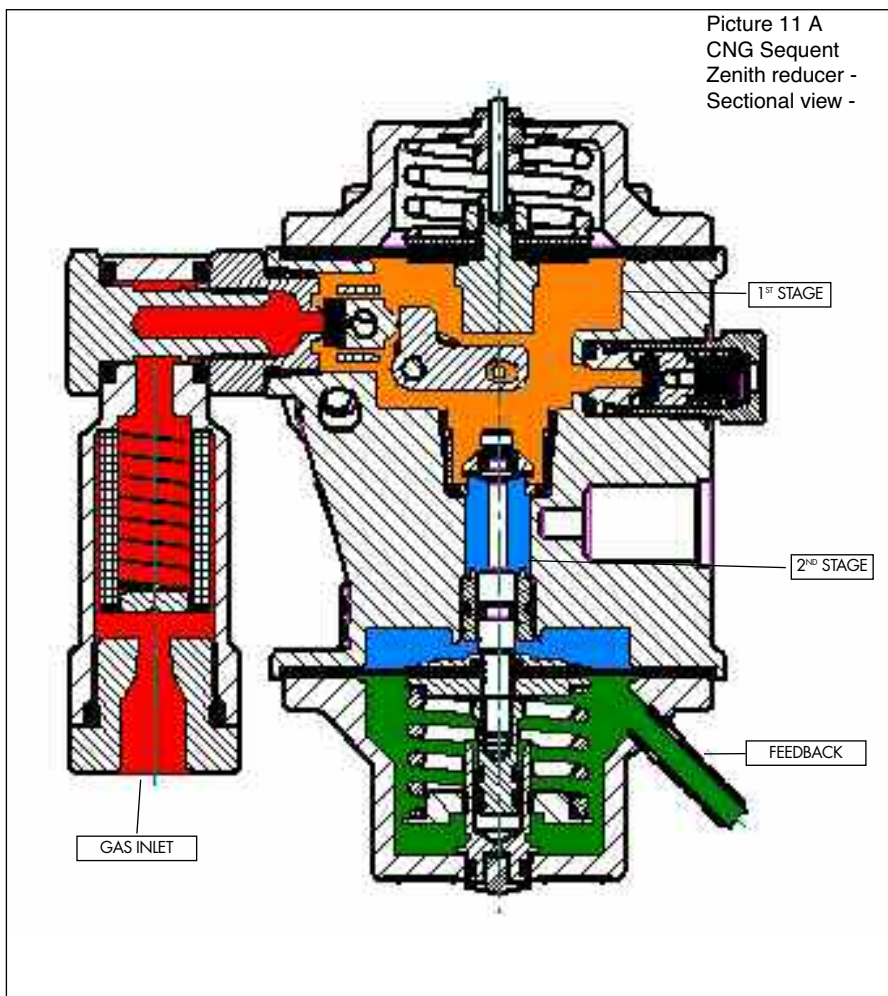 Picture 11 A
CNG Sequent
Zenith reducer -
Sectional view -
1ST STAGE
2ND STAGE
FEEDBACK
GAS INLET